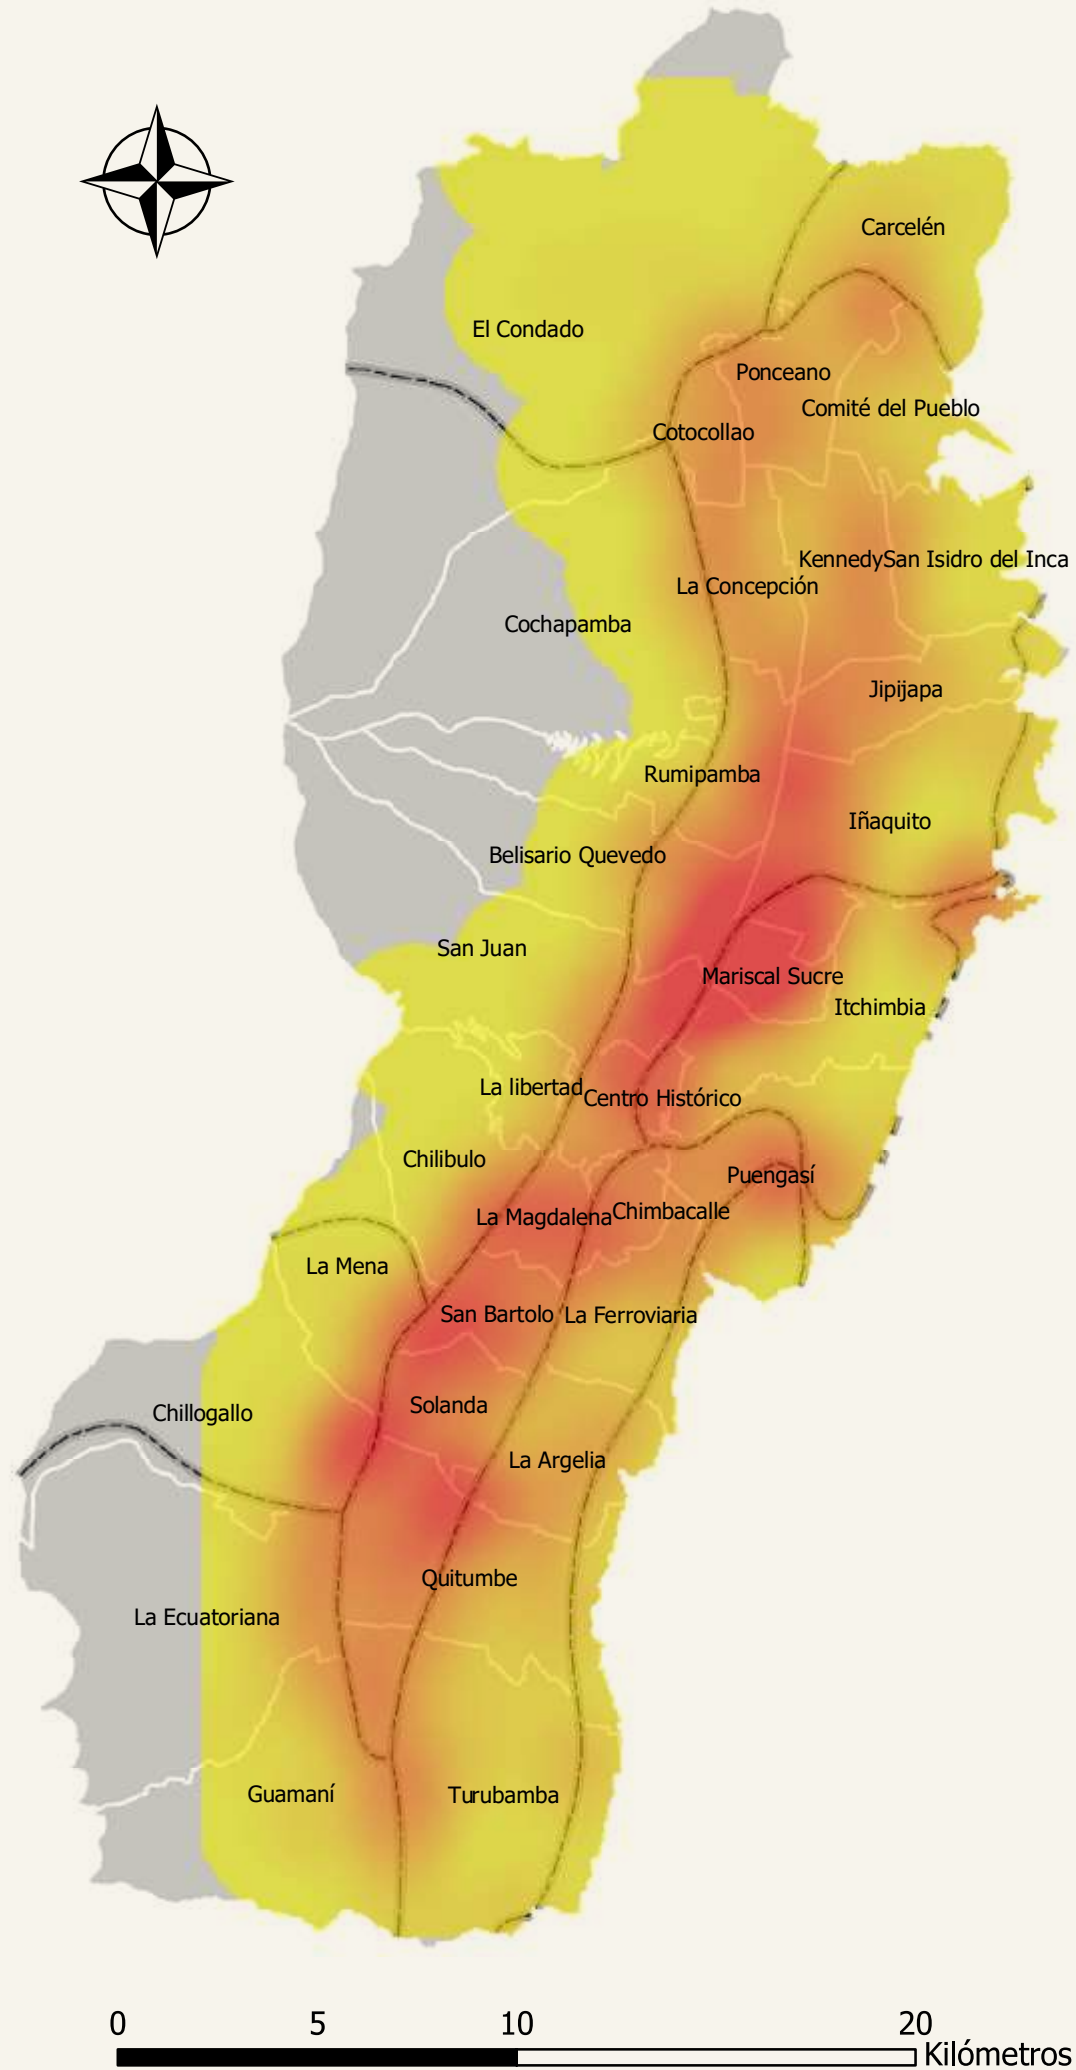 Carcelén
El Condado
Ponceano
Comité del Pueblo
Cotocollao
Kennedy
San Isidro del Inca
La Concepción
Cochapamba
Jipijapa
Rumipamba
Iñaquito
Belisario Quevedo
San Juan
Mariscal Sucre
Itchimbia
La libertad
Centro Histórico
Chilibulo
Puengasí
La Magdalena
Chimbacalle
La Mena
San Bartolo
La Ferroviaria
Solanda
Chillogallo
La Argelia
Quitumbe
La Ecuatoriana
Guamaní
Turubamba
0 5 10 20
Kilómetros